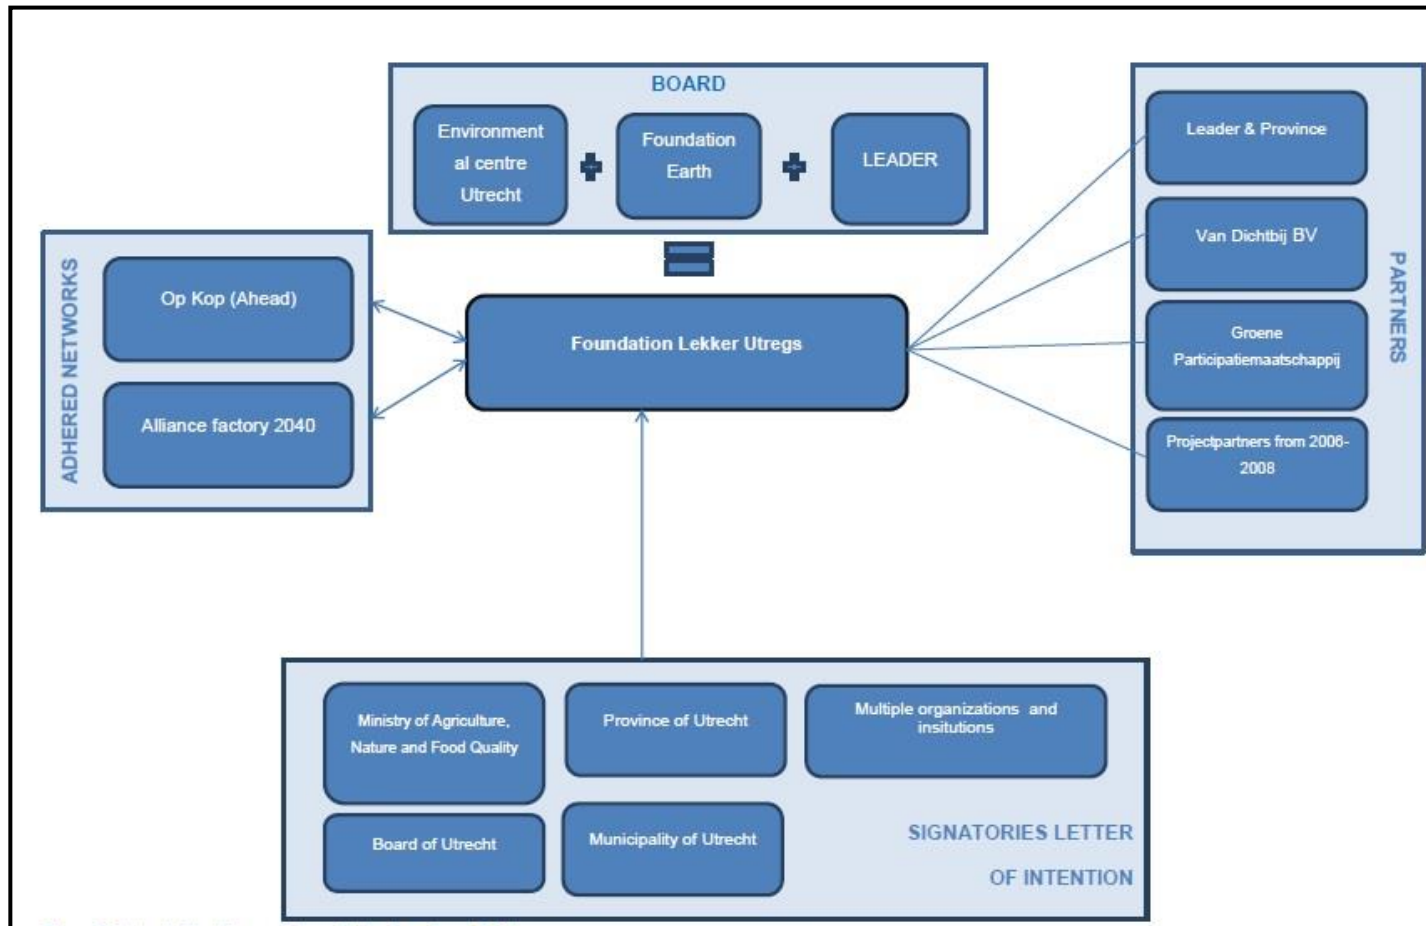 BOARD
Environment
al centre
Utrecht
Foundation
Earth
LEADER
ADHERED NETWORKS
Op Kop (Ahead)
Alliance factory 2040
Foundation Lekker Utregs
PARTNERS
Leader & Province
Van Dichtbij BV
Groene
Participatiemaatschappij
Projectpartners from 2006-
2008
Ministry of Agriculture,
Nature and Food Quality
Province of Utrecht
Multiple organizations and
insitutions
Board of Utrecht
Municipality of Utrecht
SIGNATORIES LETTER
OF INTENTION